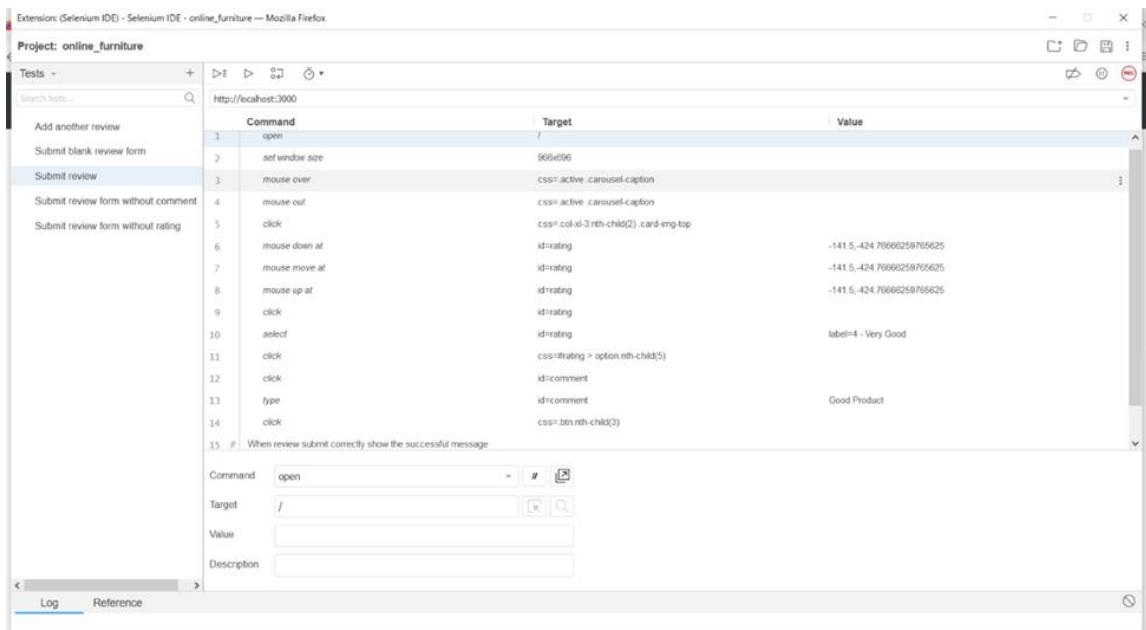 Extension: (Selenium IDE) - Selenium IDE - online_furniture — Mozilla Firefox
Project: online_furniture
Tests
Search tests...
http://localhost:3000
Add another review
Submit blank review form
Submit review
Submit review form without comment
Submit review form without rating
Command Target Value
1 open /
2 set window size 966x696
3 mouse over css=.active .carousel-caption
4 mouse out css=.active .carousel-caption
5 click css=.col-xl-3:nth-child(2) .card-img-top
6 mouse down at id=rating -141.5,-424.76666259765625
7 mouse move at id=rating -141.5,-424.76666259765625
8 mouse up at id=rating -141.5,-424.76666259765625
9 click id=rating
10 select id=rating label=4 - Very Good
11 click css=#rating > option:nth-child(5)
12 click id=comment
13 type id=comment Good Product
14 click css=.btn:nth-child(3)
15 // When review submit correctly show the successful message
Command open //
Target /
Value
Description
Log Reference
REC